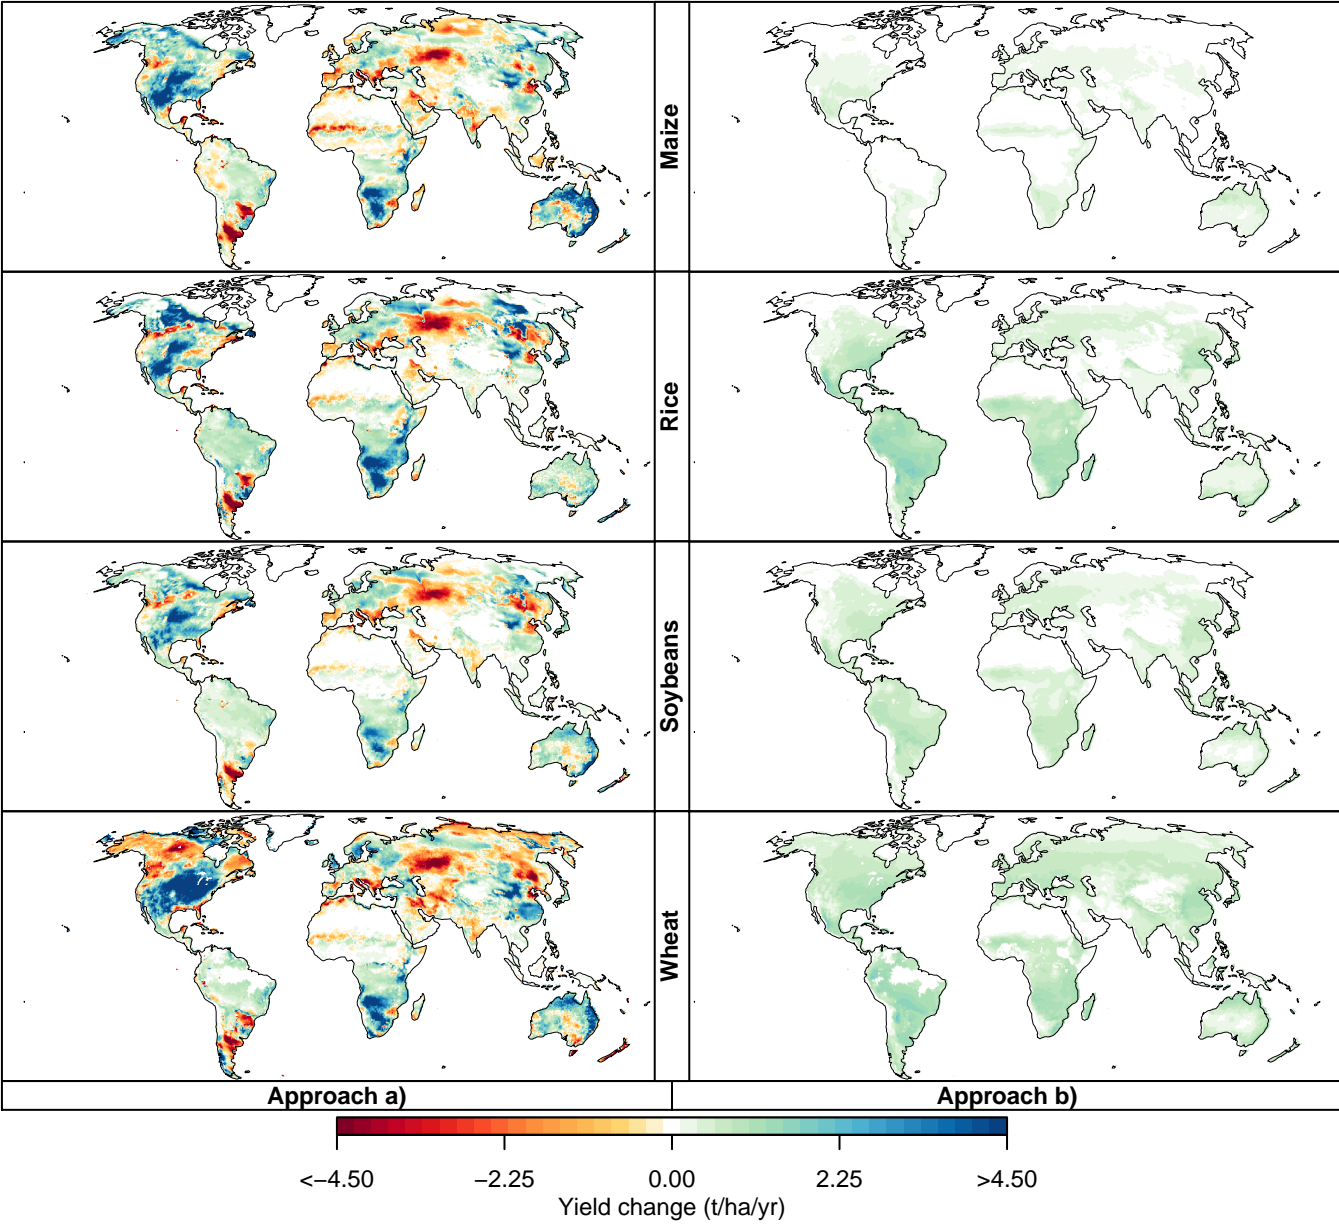 Maize
Rice
Soybeans
Wheat
Approach a)
Approach b)
<−4.50
−2.25
0.00
2.25
>4.50
Yield change (t/ha/yr)